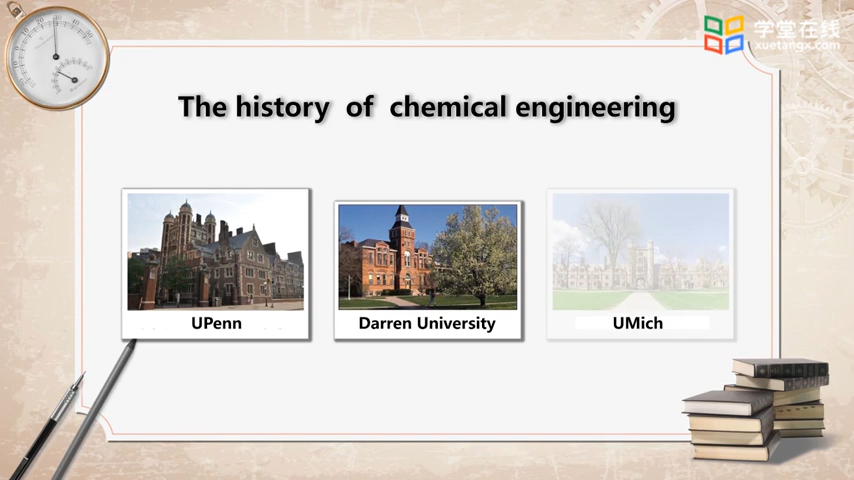 学堂在线
xuetangx.com
The history of chemical engineering
UPenn
Darren University
UMich